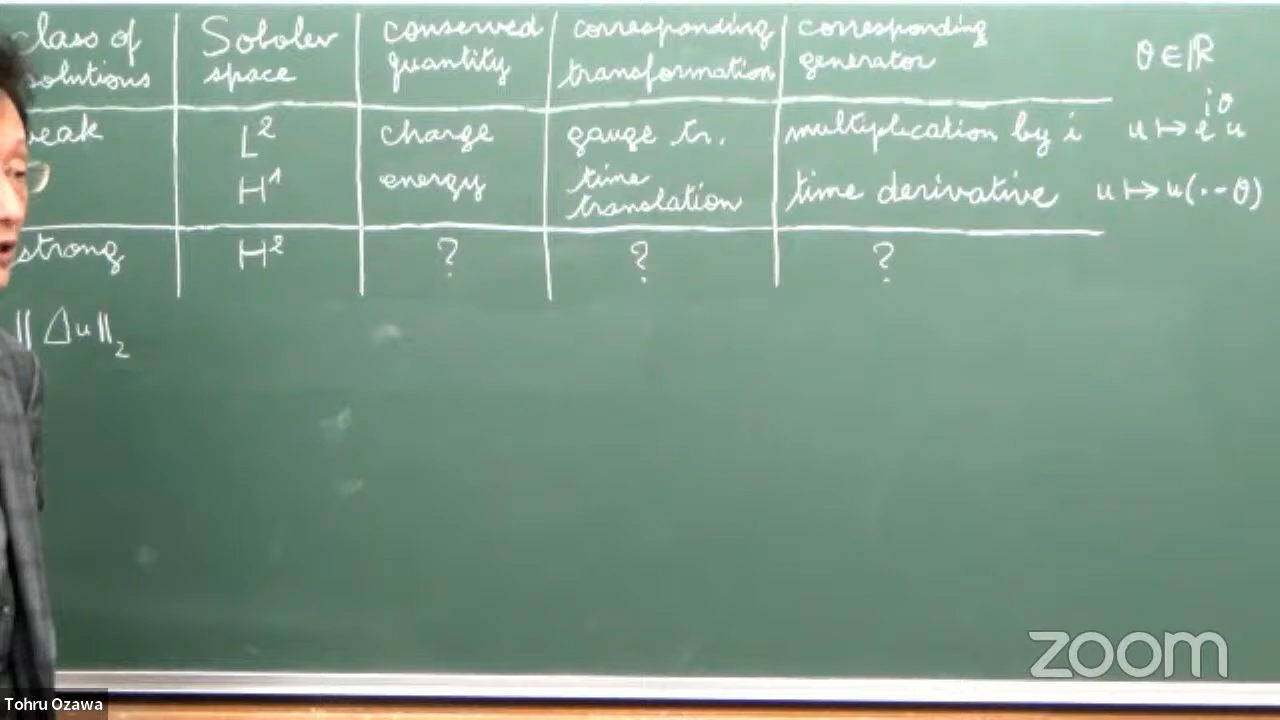 class of Sobolev conserved corresponding corresponding
solutions space quantity transformation generator θ ∈ ℝ
weak L² charge gauge tr. multiplication by i u ↦ e^{iθ} u
H¹ energy time translation time derivative u ↦ u(· - θ)
strong H² ? ? ?
‖ Δu ‖₂
zoom
Tohru Ozawa